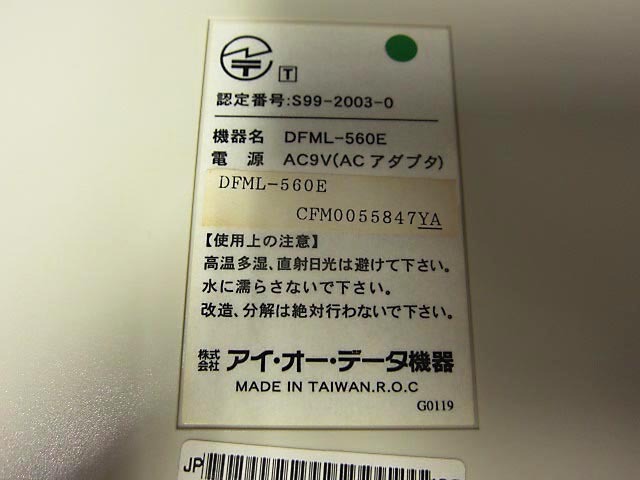 T
認定番号:S99-2003-0
機器名 DFML-560E
電 源 AC9V(AC アダプタ)
DFML-560E
CFM0055847YA
【使用上の注意】
高温多湿、直射日光は避けて下さい。
水に濡らさないで下さい。
改造、分解は絶対行わないで下さい。
株式会社 アイ・オー・データ機器
MADE IN TAIWAN.R.O.C
G0119
JP